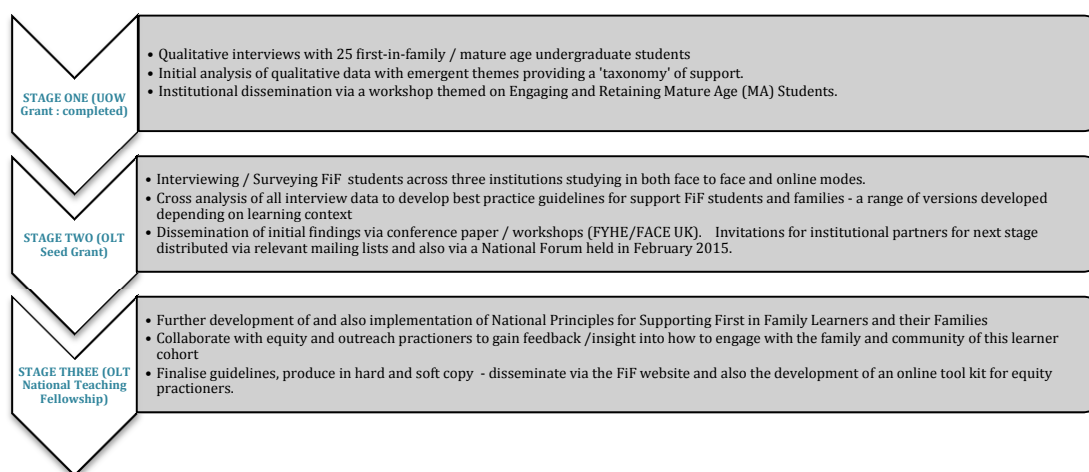 STAGE ONE (UOW
Grant : completed)
• Qualitative interviews with 25 first-in-family / mature age undergraduate students
• Initial analysis of qualitative data with emergent themes providing a 'taxonomy' of support.
• Institutional dissemination via a workshop themed on Engaging and Retaining Mature Age (MA) Students.
STAGE TWO (OLT
Seed Grant)
• Interviewing / Surveying FiF students across three institutions studying in both face to face and online modes.
• Cross analysis of all interview data to develop best practice guidelines for support FiF students and families - a range of versions developed
depending on learning context
• Dissemination of initial findings via conference paper / workshops (FYHE/FACE UK). Invitations for institutional partners for next stage
distributed via relevant mailing lists and also via a National Forum held in February 2015.
STAGE THREE (OLT
National Teaching
Fellowship)
• Further development of and also implementation of National Principles for Supporting First in Family Learners and their Families
• Collaborate with equity and outreach practioners to gain feedback /insight into how to engage with the family and community of this learner
cohort
• Finalise guidelines, produce in hard and soft copy - disseminate via the FiF website and also the development of an online tool kit for equity
practioners.